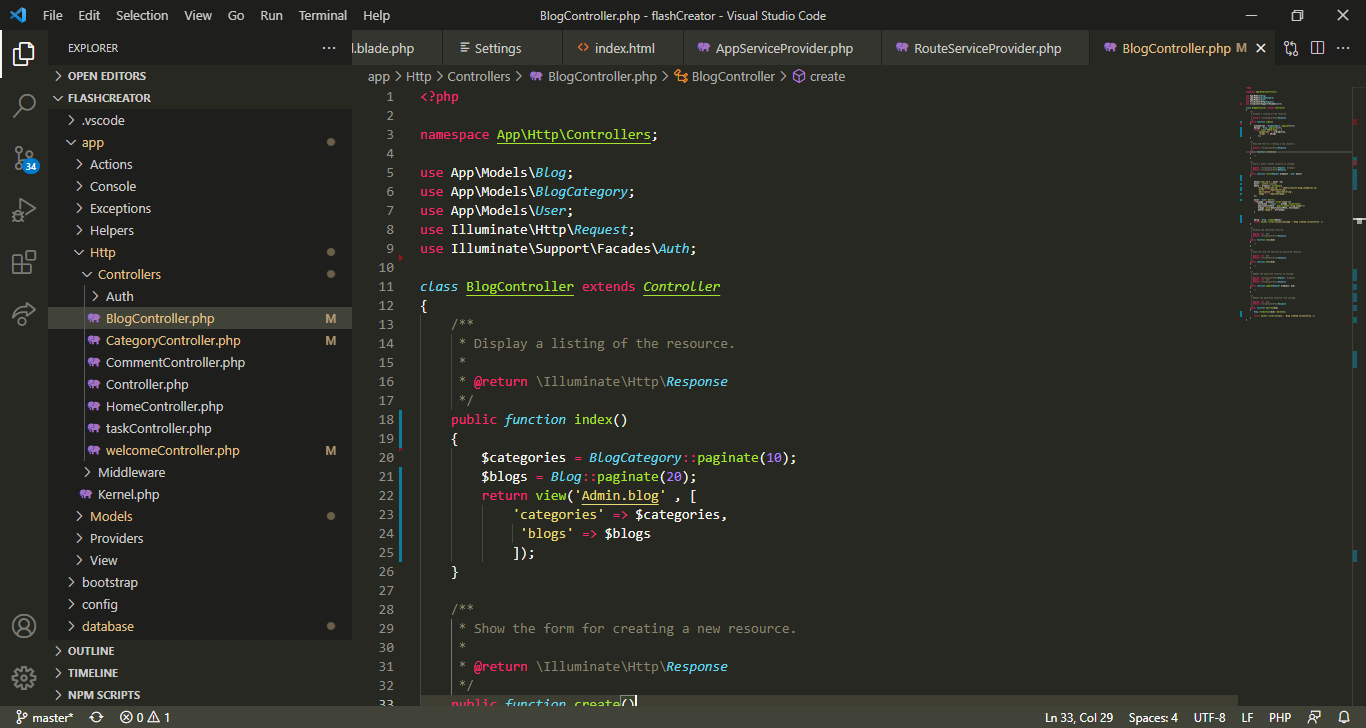 File Edit Selection View Go Run Terminal Help BlogController.php - flashCreator - Visual Studio Code
EXPLORER
l.blade.php Settings index.html AppServiceProvider.php RouteServiceProvider.php BlogController.php M
app > Http > Controllers > BlogController.php > BlogController > create
OPEN EDITORS
FLASHCREATOR
.vscode
app
Actions
Console
Exceptions
Helpers
Http
Controllers
Auth
BlogController.php M
CategoryController.php M
CommentController.php
Controller.php
HomeController.php
taskController.php
welcomeController.php M
Middleware
Kernel.php
Models
Providers
View
bootstrap
config
database
OUTLINE
TIMELINE
NPM SCRIPTS
34
1 <?php
2
3 namespace App\Http\Controllers;
4
5 use App\Models\Blog;
6 use App\Models\BlogCategory;
7 use App\Models\User;
8 use Illuminate\Http\Request;
9 use Illuminate\Support\Facades\Auth;
10
11 class BlogController extends Controller
12 {
13 /**
14 * Display a listing of the resource.
15 *
16 * @return \Illuminate\Http\Response
17 */
18 public function index()
19 {
20 $categories = BlogCategory::paginate(10);
21 $blogs = Blog::paginate(20);
22 return view('Admin.blog' , [
23 'categories' => $categories,
24 'blogs' => $blogs
25 ]);
26 }
27
28 /**
29 * Show the form for creating a new resource.
30 *
31 * @return \Illuminate\Http\Response
32 */
33 public function create()
master* 0 1 Ln 33, Col 29 Spaces: 4 UTF-8 LF PHP